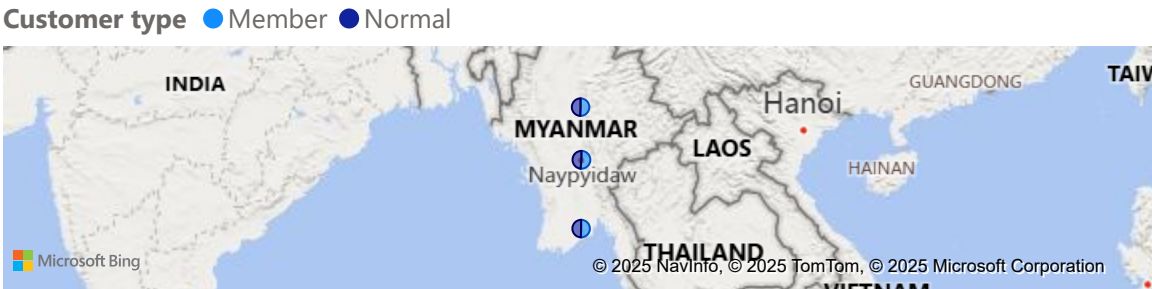 Customer type Member Normal
INDIA
TAIW
GUANGDONG
Hanoi
MYANMAR
LAOS
HAINAN
Naypyidaw
THAILAND
Microsoft Bing
© 2025 NavInfo, © 2025 TomTom, © 2025 Microsoft Corporation
VIETNAM